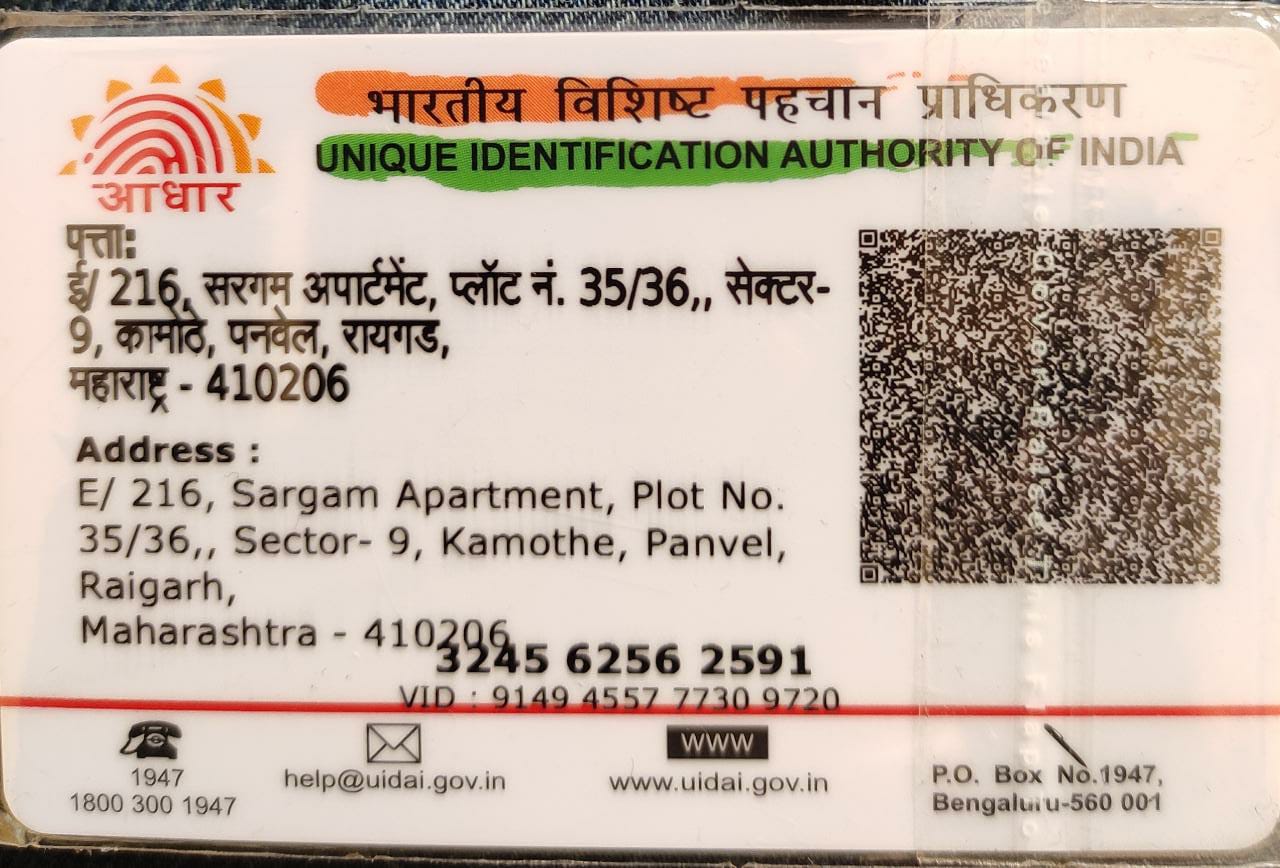 भारतीय विशिष्ट पहचान प्राधिकरण
UNIQUE IDENTIFICATION AUTHORITY OF INDIA
आधार
पत्ता:
ई/ 216, सरगम अपार्टमेंट, प्लॉट नं. 35/36,, सेक्टर-
9, कामोठे, पनवेल, रायगड,
महाराष्ट्र - 410206
Address :
E/ 216, Sargam Apartment, Plot No.
35/36,, Sector- 9, Kamothe, Panvel,
Raigarh,
Maharashtra - 410206
3245 6256 2591
VID : 9149 4557 7730 9720
1947
1800 300 1947
help@uidai.gov.in
WWW
www.uidai.gov.in
P.O. Box No.1947,
Bengaluru-560 001